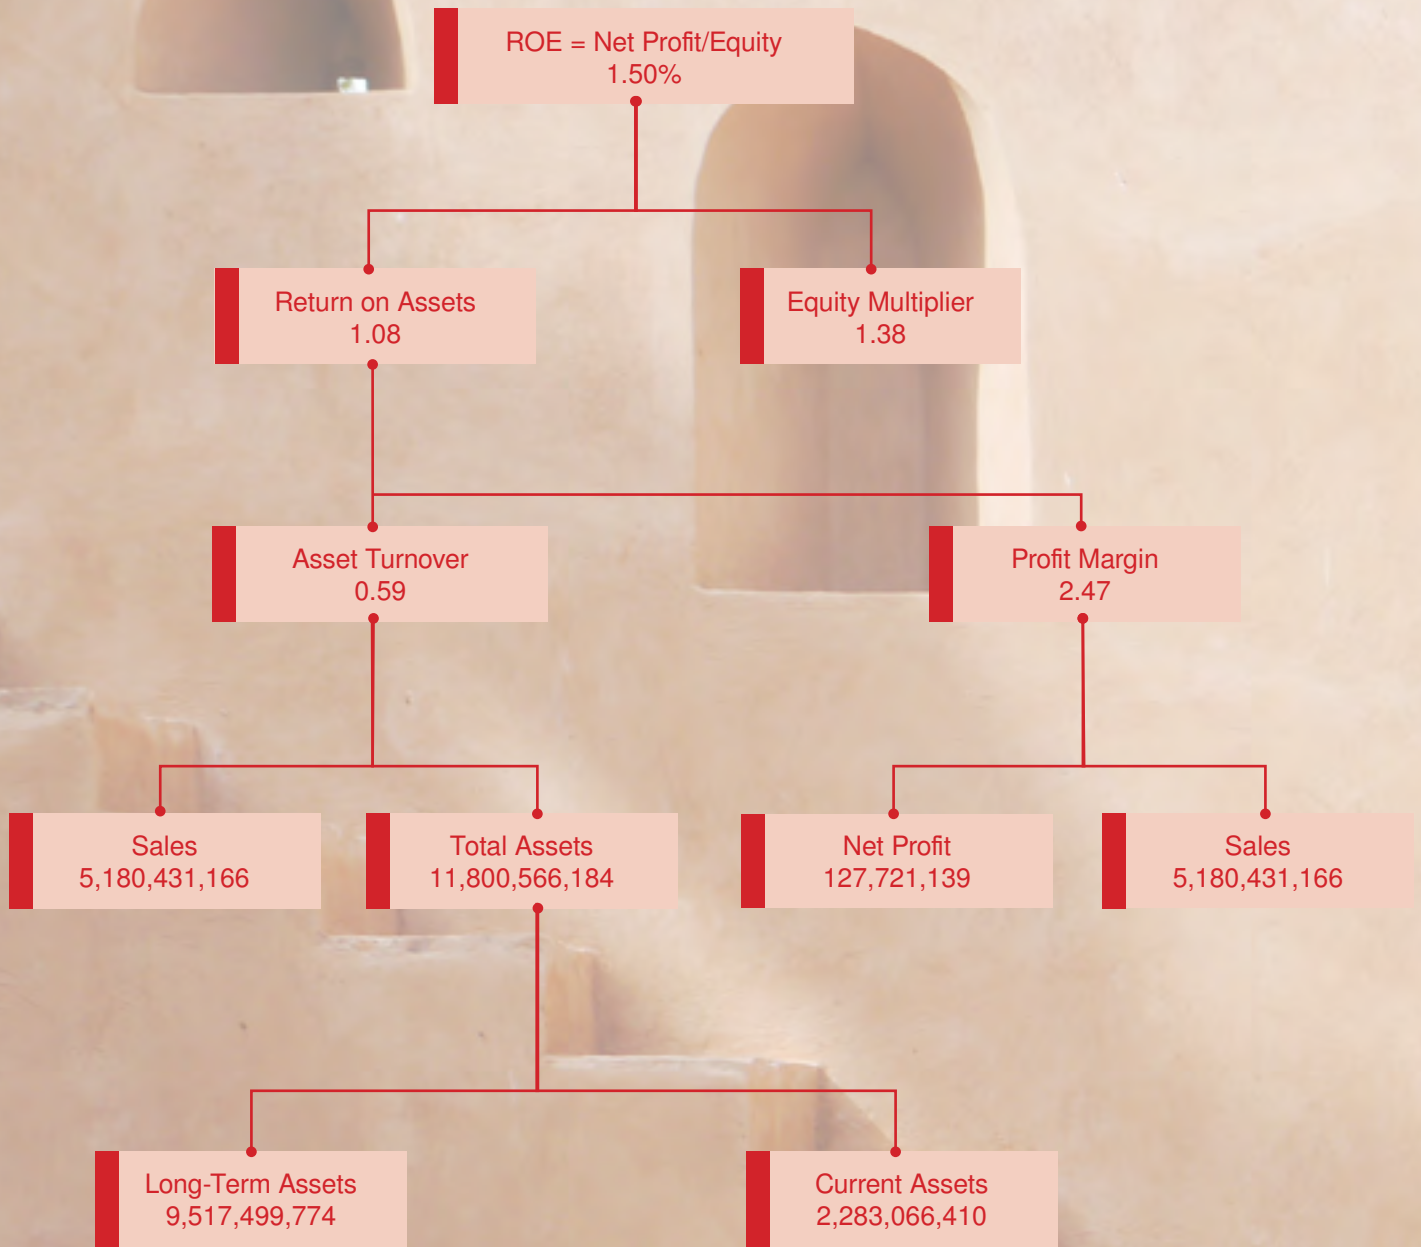 ROE = Net Profit/Equity
1.50%
Return on Assets
1.08
Equity Multiplier
1.38
Asset Turnover
0.59
Profit Margin
2.47
Sales
5,180,431,166
Total Assets
11,800,566,184
Net Profit
127,721,139
Sales
5,180,431,166
Long-Term Assets
9,517,499,774
Current Assets
2,283,066,410